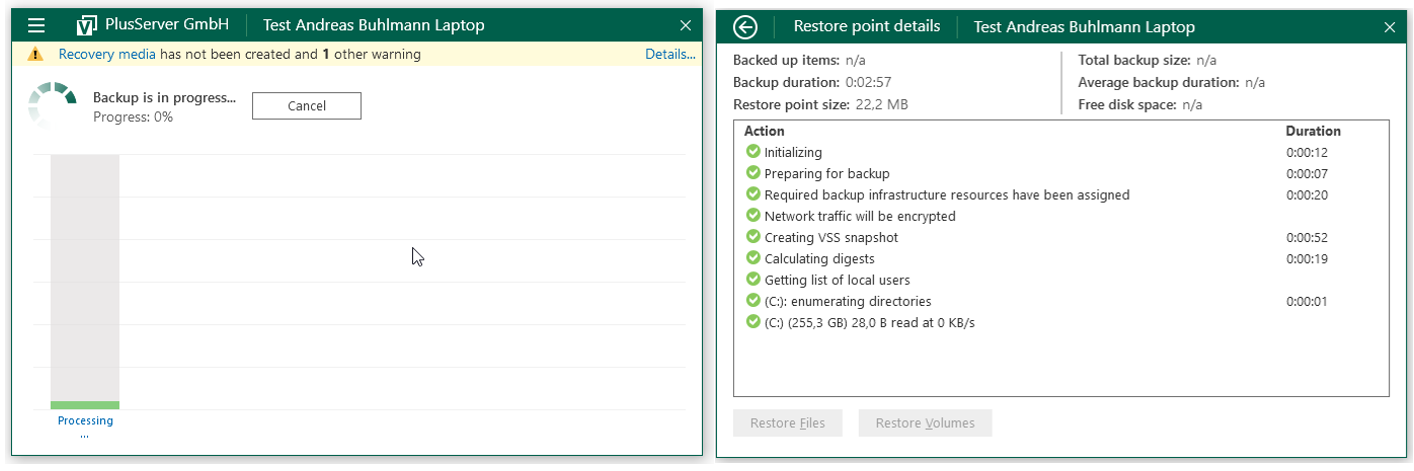 PlusServer GmbH Test Andreas Buhlmann Laptop
Recovery media has not been created and 1 other warning Details...
Backup is in progress...
Progress: 0%
Cancel
Processing
...
Restore point details Test Andreas Buhlmann Laptop
Backed up items: n/a
Backup duration: 0:02:57
Restore point size: 22,2 MB
Total backup size: n/a
Average backup duration: n/a
Free disk space: n/a
Action Duration
Initializing 0:00:12
Preparing for backup 0:00:07
Required backup infrastructure resources have been assigned 0:00:20
Network traffic will be encrypted
Creating VSS snapshot 0:00:52
Calculating digests 0:00:19
Getting list of local users
(C:): enumerating directories 0:00:01
(C:) (255,3 GB) 28,0 B read at 0 KB/s
Restore Files Restore Volumes